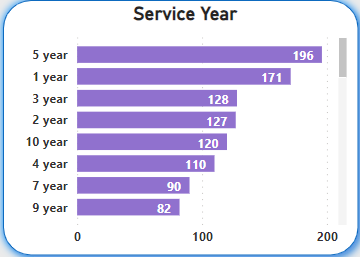 Service Year
5 year 196
1 year 171
3 year 128
2 year 127
10 year 120
4 year 110
7 year 90
9 year 82
0 100 200